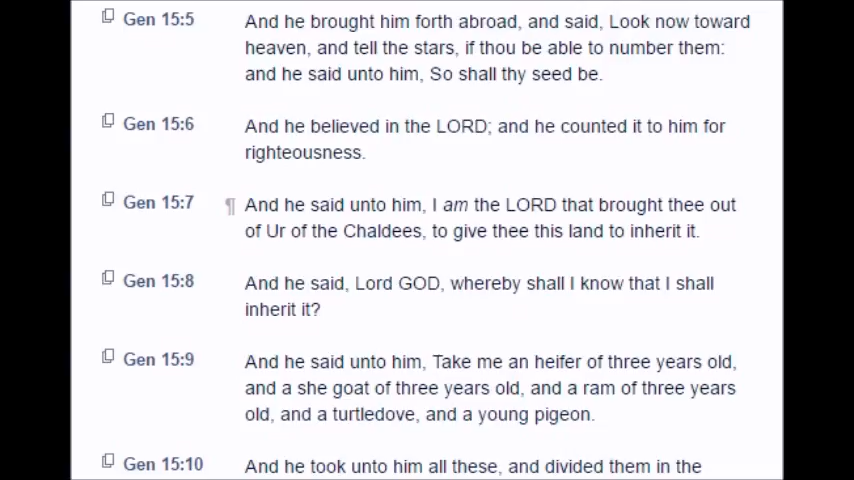 Gen 15:5 And he brought him forth abroad, and said, Look now toward
heaven, and tell the stars, if thou be able to number them:
and he said unto him, So shall thy seed be.
Gen 15:6 And he believed in the LORD; and he counted it to him for
righteousness.
Gen 15:7 ¶ And he said unto him, I am the LORD that brought thee out
of Ur of the Chaldees, to give thee this land to inherit it.
Gen 15:8 And he said, Lord GOD, whereby shall I know that I shall
inherit it?
Gen 15:9 And he said unto him, Take me an heifer of three years old,
and a she goat of three years old, and a ram of three years
old, and a turtledove, and a young pigeon.
Gen 15:10 And he took unto him all these, and divided them in the